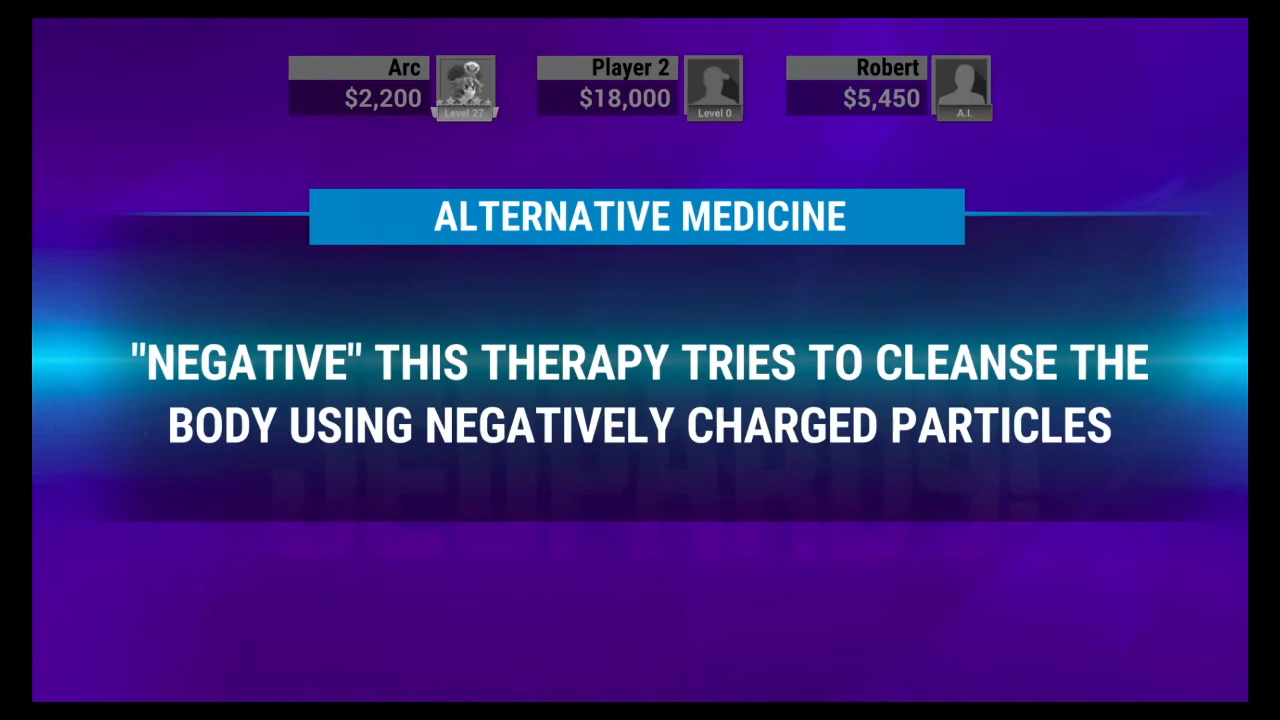 Arc
$2,200
Level 27
Player 2
$18,000
Level 0
Robert
$5,450
A.I.
ALTERNATIVE MEDICINE
"NEGATIVE" THIS THERAPY TRIES TO CLEANSE THE
BODY USING NEGATIVELY CHARGED PARTICLES
JEOPARDY!